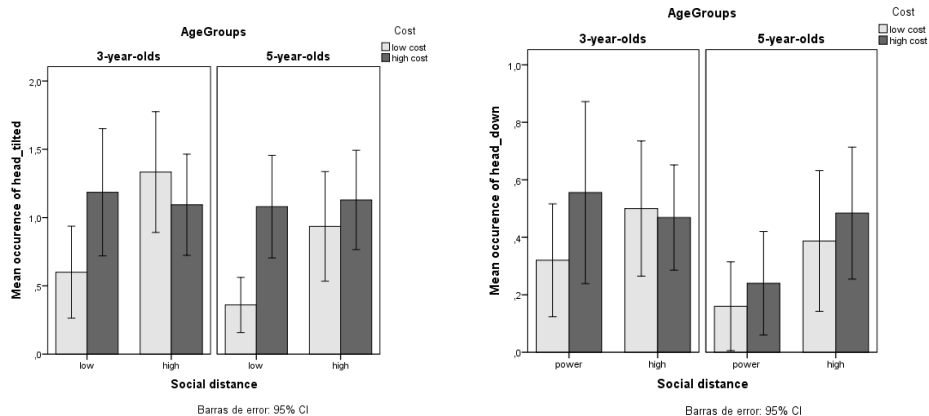 AgeGroups
Cost
low cost
high cost
3-year-olds
5-year-olds
Mean occurence of head_tilted
2,0
1,5
1,0
,5
,0
low
high
low
high
Social distance
Barras de error: 95% CI
AgeGroups
Cost
low cost
high cost
3-year-olds
5-year-olds
Mean occurence of head_down
1,0
,8
,6
,4
,2
,0
power
high
power
high
Social distance
Barras de error: 95% CI